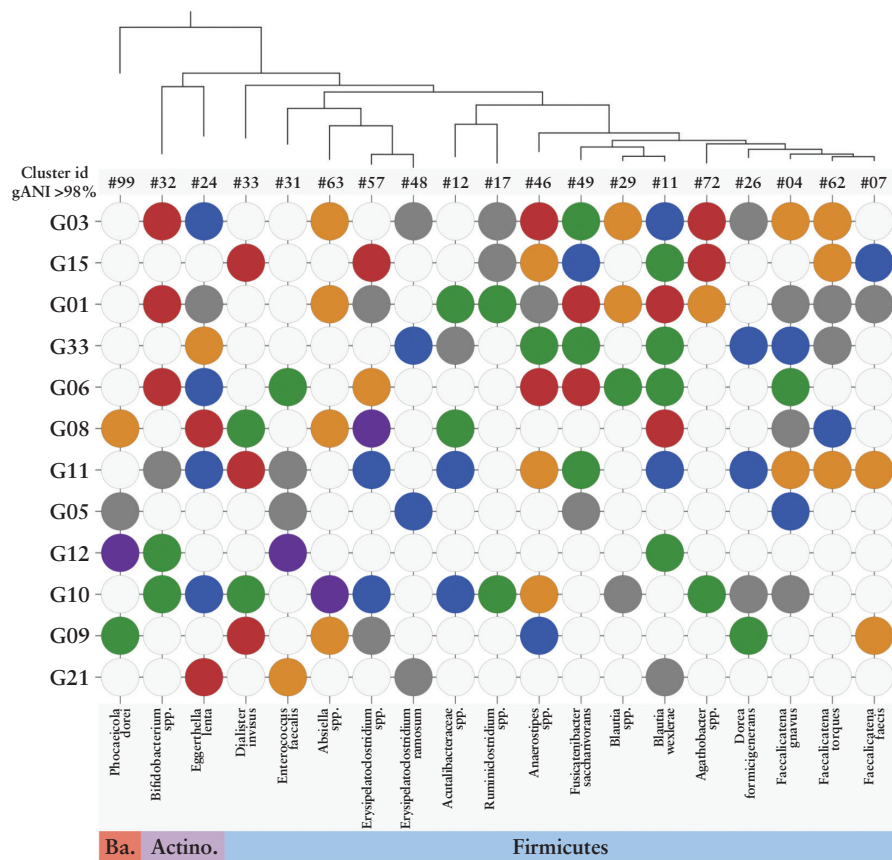 Cluster id
gANI >98%
#99 #32 #24 #33 #31 #63 #57 #48 #12 #17 #46 #49 #29 #11 #72 #26 #04 #62 #07
G03
G15
G01
G33
G06
G08
G11
G05
G12
G10
G09
G21
Phocaeicola
dorei
Bifidobacterium
spp.
Eggerthella
lenta
Dialister
invisus
Enterococcus
faecalis
Absiella
spp.
Erysipelatodostridium
spp.
Erysipelatodostridium
ramosum
Acutalibacteraceae
spp.
Ruminidostridium
spp.
Anaerostipes
spp.
Fusicatenibacter
saccharivorans
Blautia
spp.
Blautia
wexlerae
Agathobacter
spp.
Dorea
formicigenerans
Faecalicatena
gnavus
Faecalicatena
torques
Faecalicatena
faecis
Ba. Actino. Firmicutes